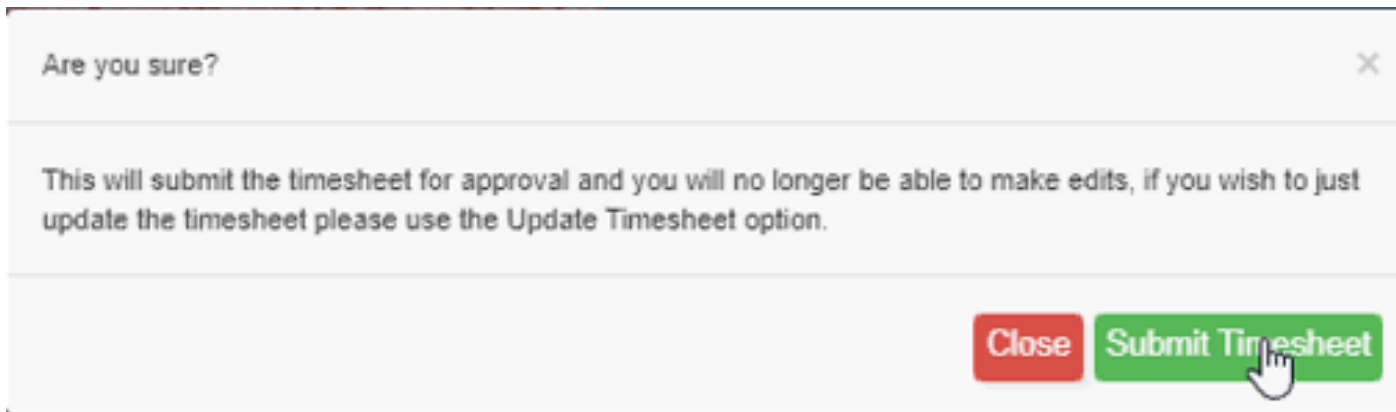 Are you sure?
×
This will submit the timesheet for approval and you will no longer be able to make edits, if you wish to just
update the timesheet please use the Update Timesheet option.
Close
Submit Timesheet